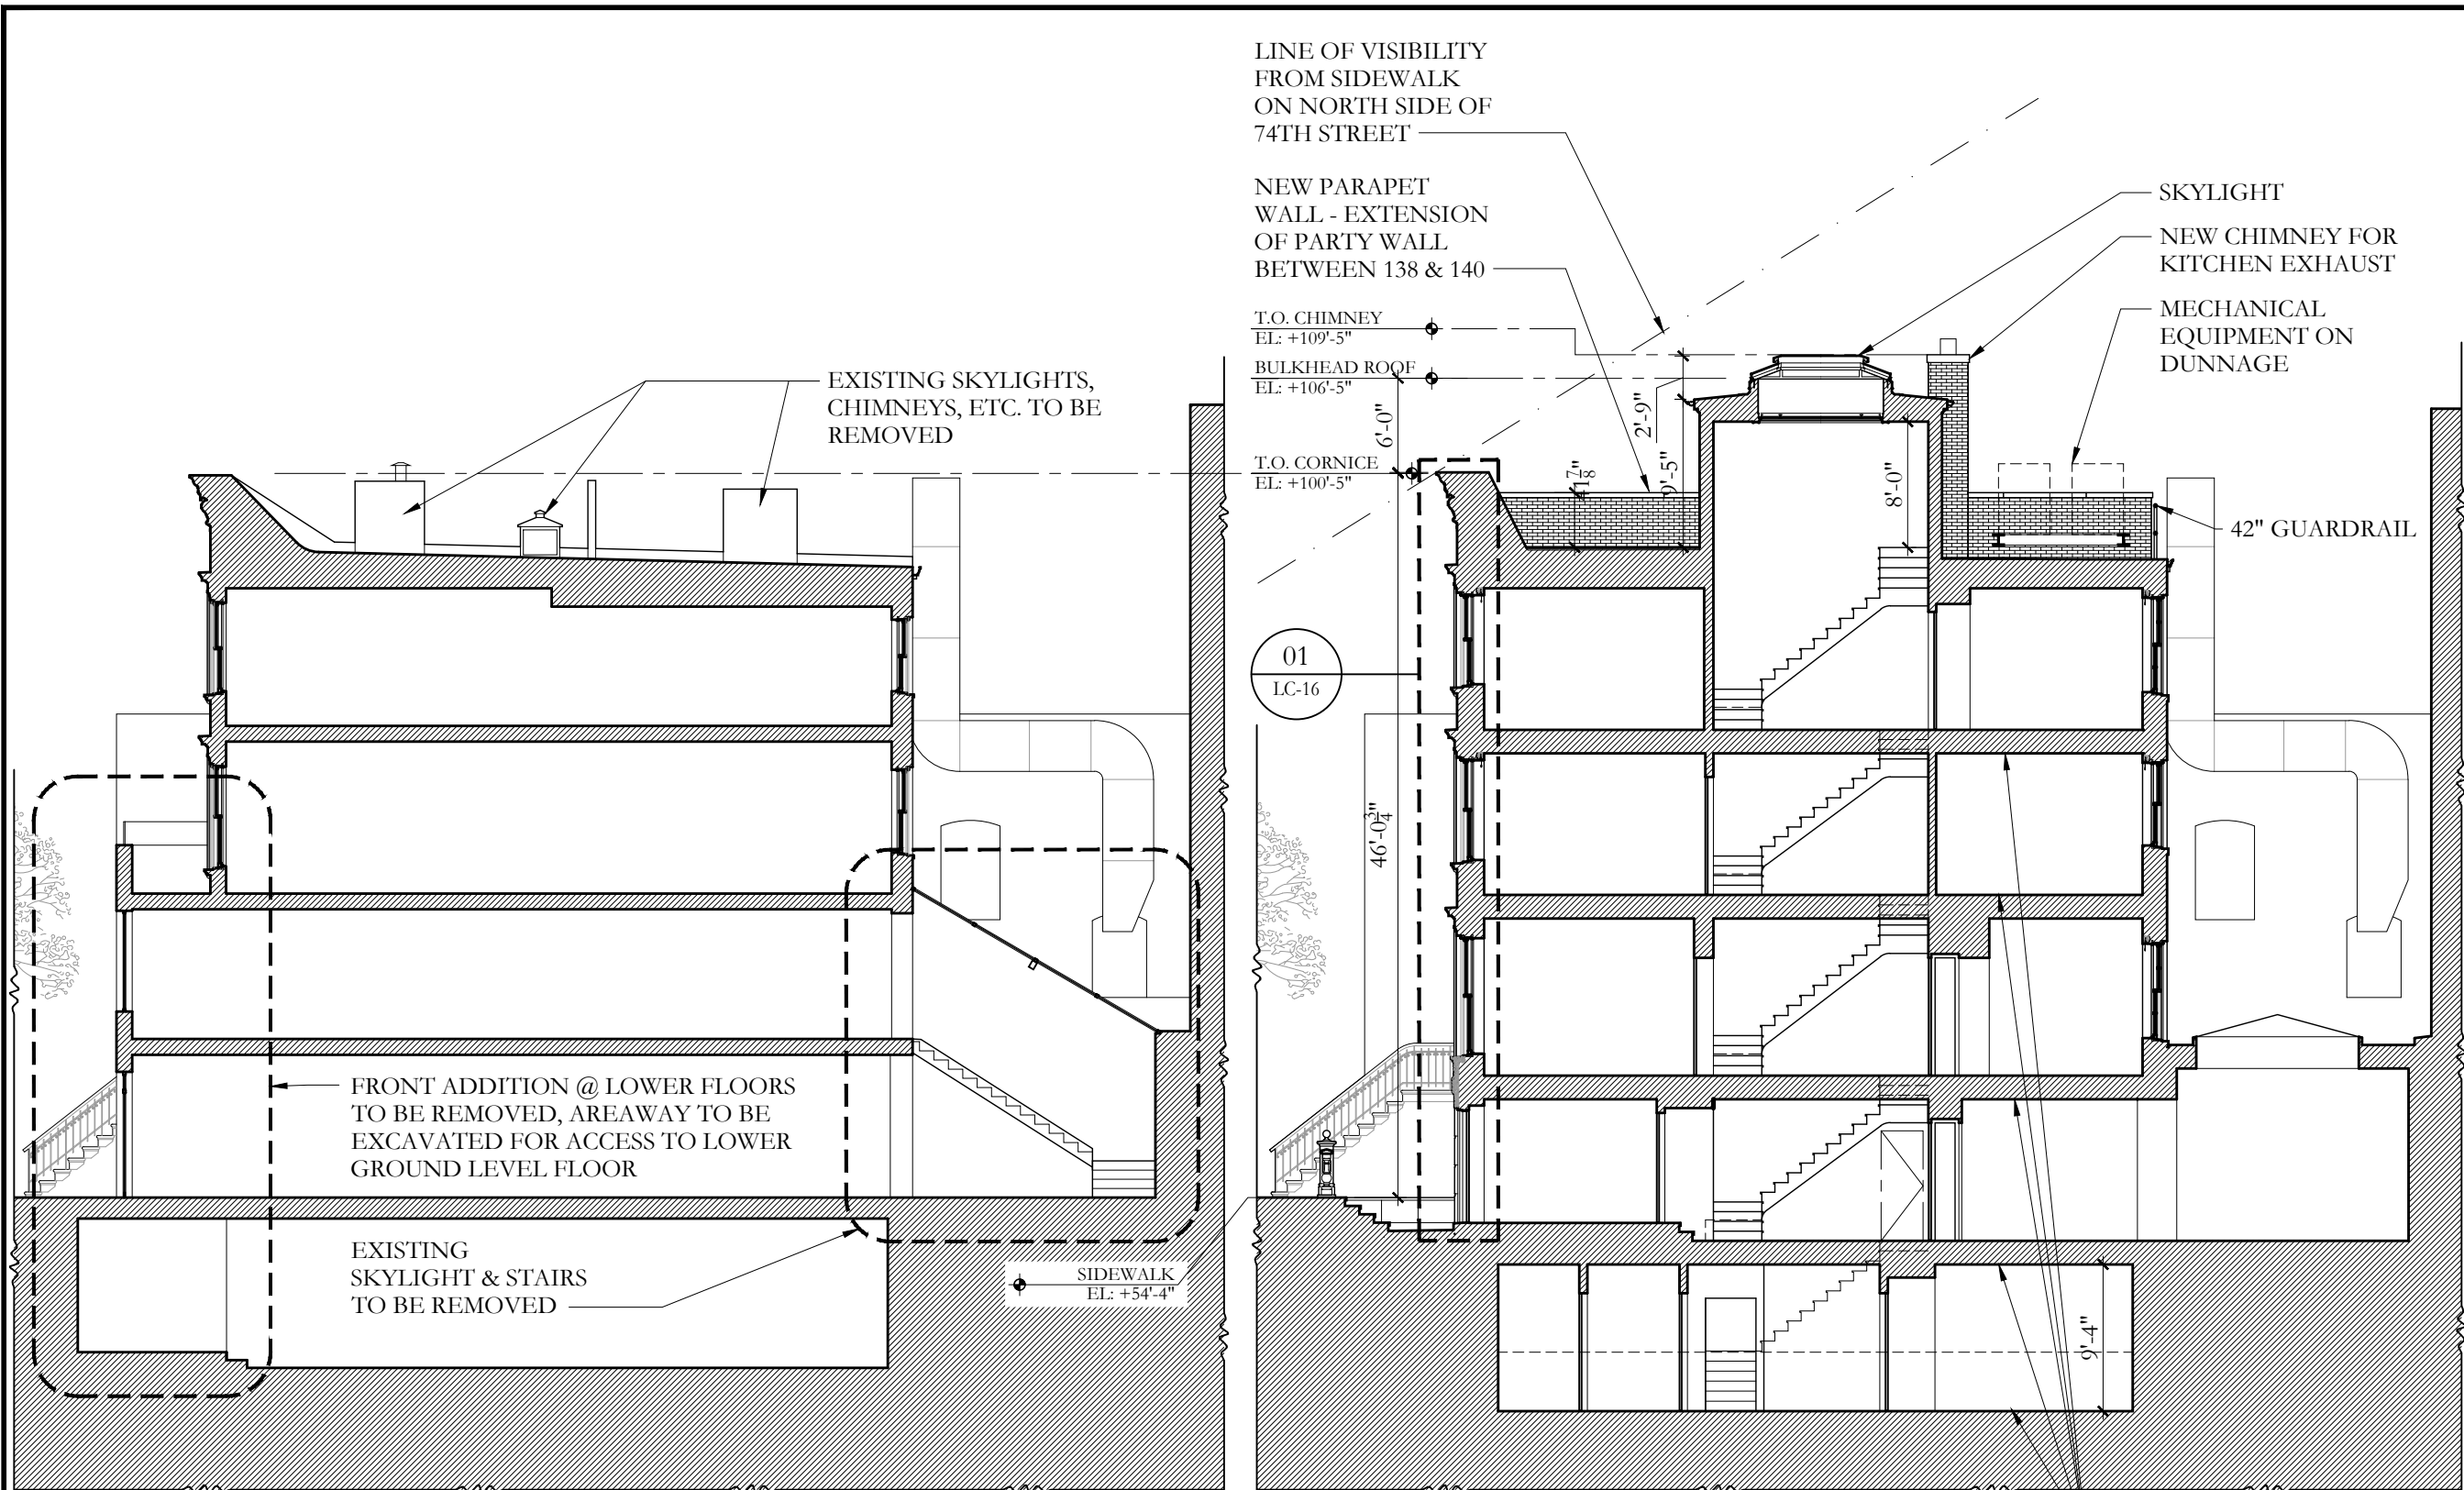 LINE OF VISIBILITY
FROM SIDEWALK
ON NORTH SIDE OF
74TH STREET
NEW PARAPET
WALL - EXTENSION
OF PARTY WALL
BETWEEN 138 & 140
T.O. CHIMNEY
EL: +109'-5"
BULKHEAD ROOF
EL: +106'-5"
T.O. CORNICE
EL: +100'-5"
SKYLIGHT
NEW CHIMNEY FOR
KITCHEN EXHAUST
MECHANICAL
EQUIPMENT ON
DUNNAGE
42" GUARDRAIL
EXISTING SKYLIGHTS,
CHIMNEYS, ETC. TO BE
REMOVED
6'-0"
2'-9"
9'-5"
8'-0"
01
LC-16
46'-0 3/4"
FRONT ADDITION @ LOWER FLOORS
TO BE REMOVED, AREAWAY TO BE
EXCAVATED FOR ACCESS TO LOWER
GROUND LEVEL FLOOR
EXISTING
SKYLIGHT & STAIRS
TO BE REMOVED
SIDEWALK
EL: +54'-4"
9'-4"